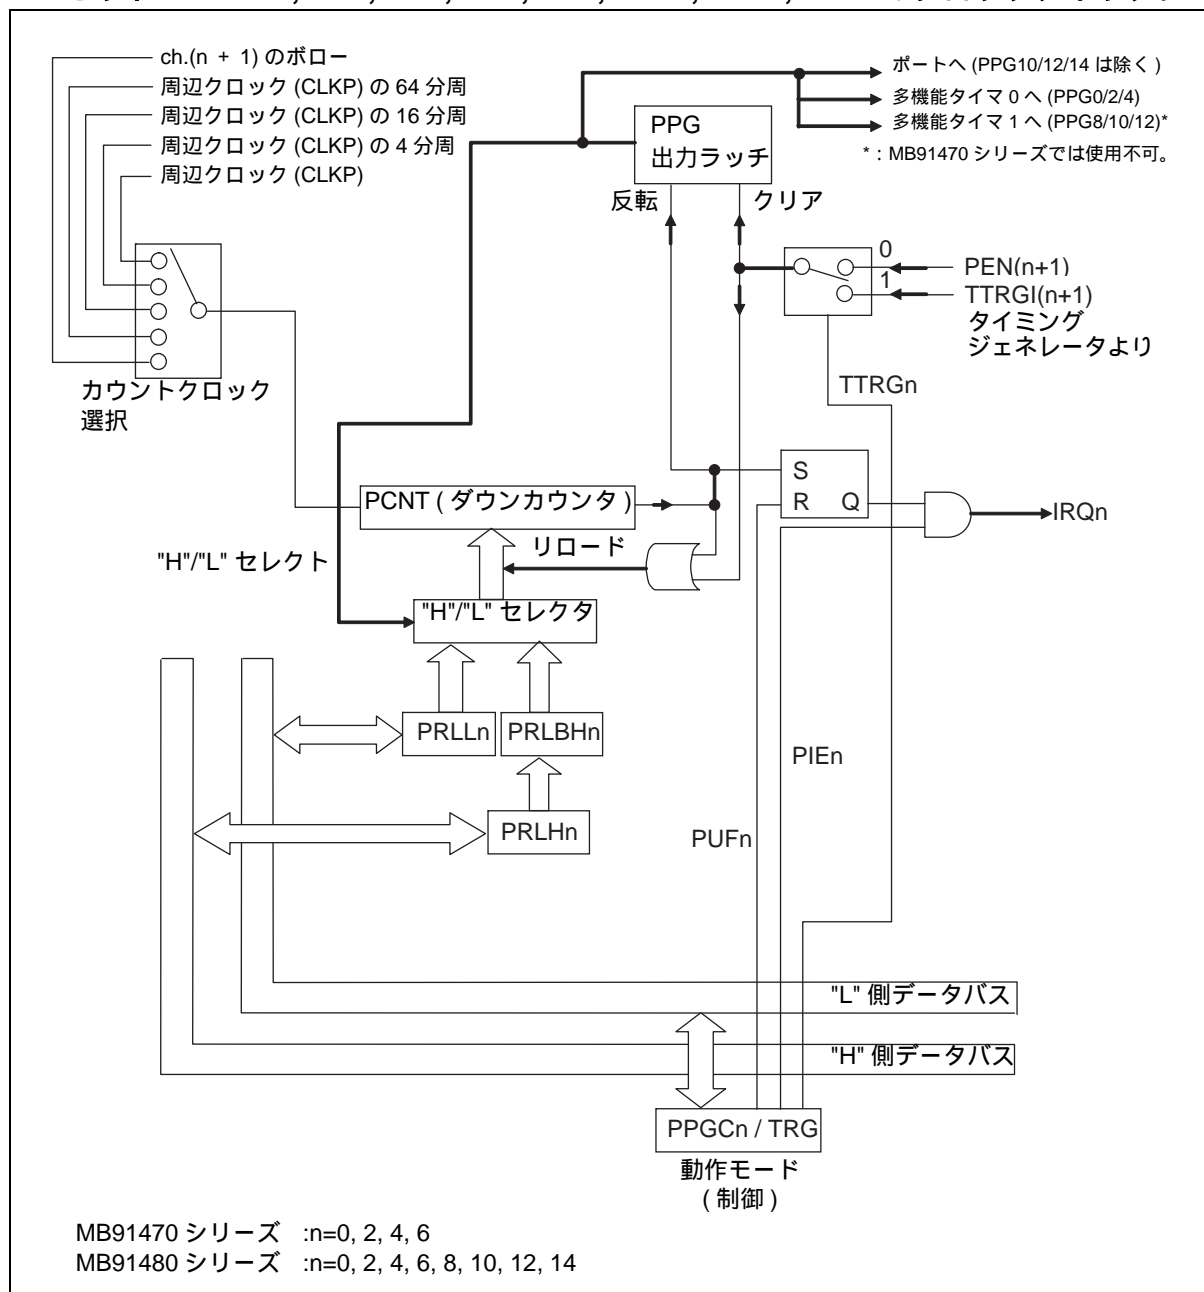 ch.(n + 1) のボロー
周辺クロック (CLKP) の 64 分周
周辺クロック (CLKP) の 16 分周
周辺クロック (CLKP) の 4 分周
周辺クロック (CLKP)
カウントクロック
選択
PPG
出力ラッチ
反転
クリア
ポートへ (PPG10/12/14 は除く )
多機能タイマ 0 へ (PPG0/2/4)
多機能タイマ 1 へ (PPG8/10/12)*
* : MB91470 シリーズでは使用不可。
0
1
PEN(n+1)
TTRGI(n+1)
タイミング
ジェネレータより
TTRGn
S
R
Q
IRQn
PCNT ( ダウンカウンタ )
リロード
"H"/"L" セレクト
"H"/"L" セレクタ
PRLLn
PRLBHn
PRLHn
PIEn
PUFn
"L" 側データバス
"H" 側データバス
PPGCn / TRG
動作モード
( 制御 )
MB91470 シリーズ :n=0, 2, 4, 6
MB91480 シリーズ :n=0, 2, 4, 6, 8, 10, 12, 14